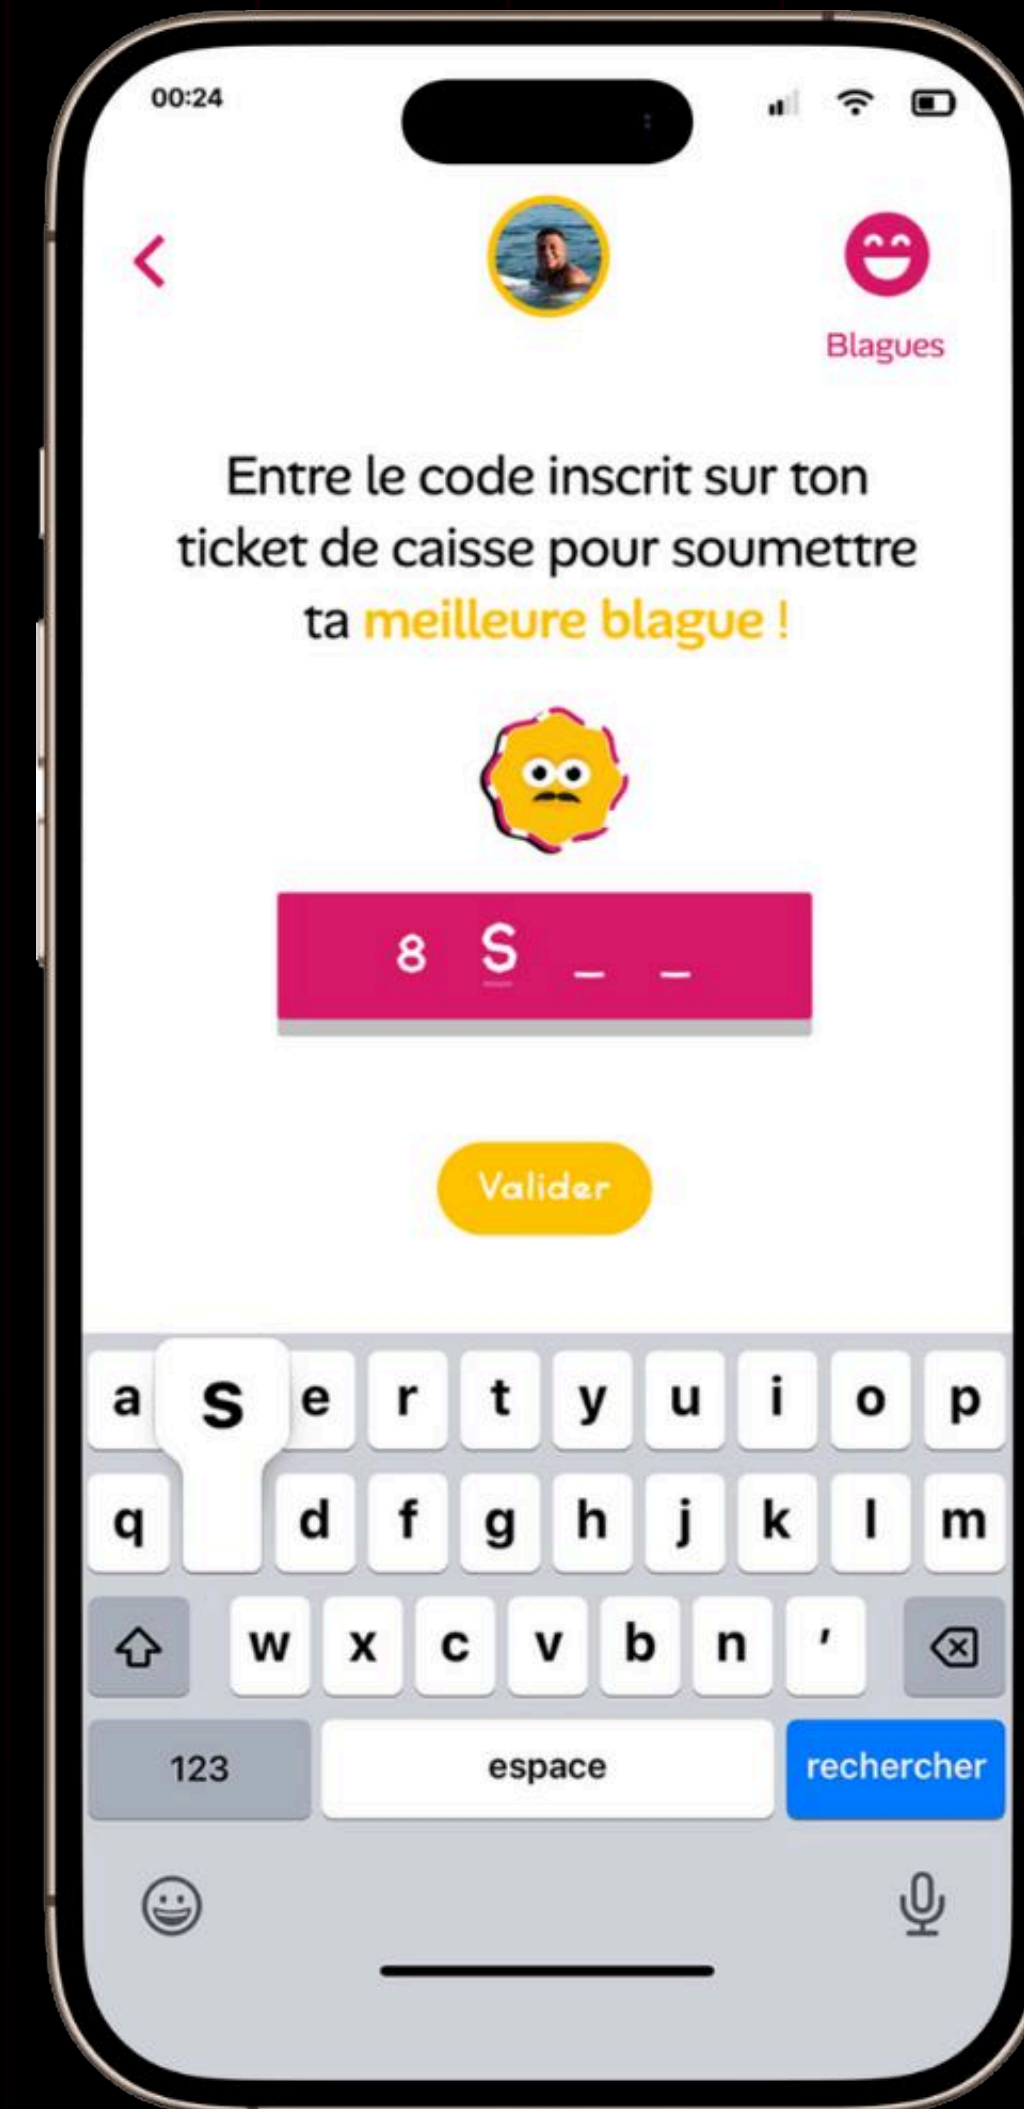 00:24
Blagues
Entre le code inscrit sur ton
ticket de caisse pour soumettre
ta meilleure blague !
8 S _ _
Valider
a s e r t y u i o p
q d f g h j k l m
w x c v b n ′
123 espace rechercher